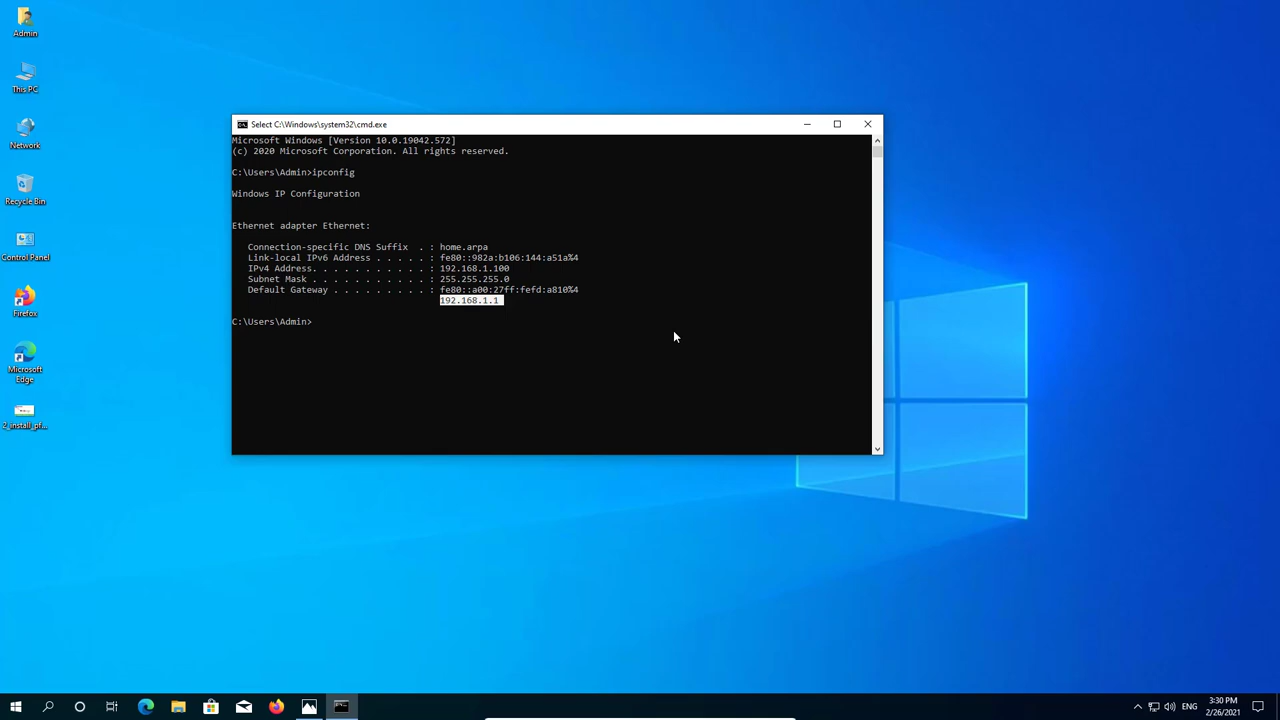 Admin
This PC
Network
Recycle Bin
Control Panel
Firefox
Microsoft
Edge
2_install_pf...
Select C:\Windows\system32\cmd.exe
Microsoft Windows [Version 10.0.19042.572]
(c) 2020 Microsoft Corporation. All rights reserved.
C:\Users\Admin>ipconfig
Windows IP Configuration
Ethernet adapter Ethernet:
Connection-specific DNS Suffix  . : home.arpa
Link-local IPv6 Address . . . . . : fe80::982a:b106:144:a51a%4
IPv4 Address. . . . . . . . . . . : 192.168.1.100
Subnet Mask . . . . . . . . . . . : 255.255.255.0
Default Gateway . . . . . . . . . : fe80::a00:27ff:fefd:a810%4
192.168.1.1
C:\Users\Admin>
ENG
3:30 PM
2/26/2021